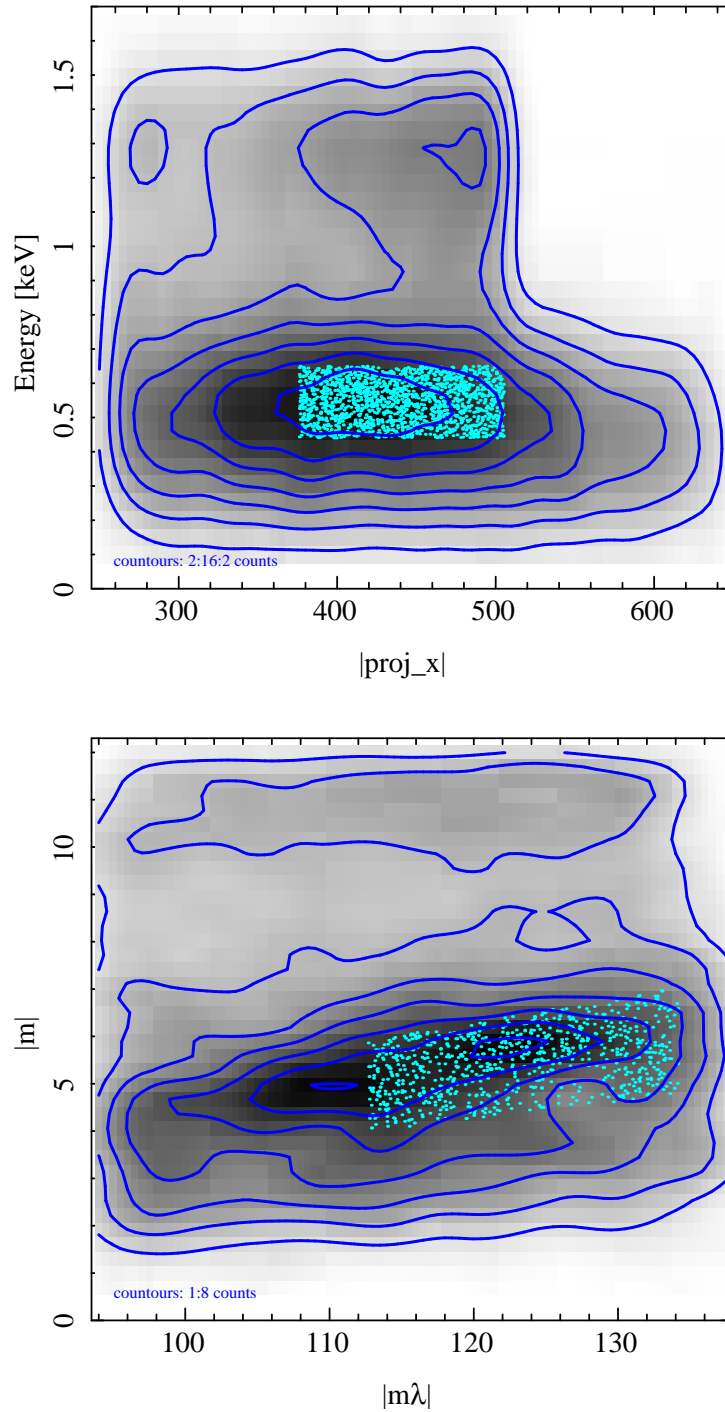 1.5
1
0.5
0
Energy [keV]
countours: 2:16:2 counts
300 400 500 600
|proj_x|
10
5
0
|m|
countours: 1:8 counts
100 110 120 130
|mλ|